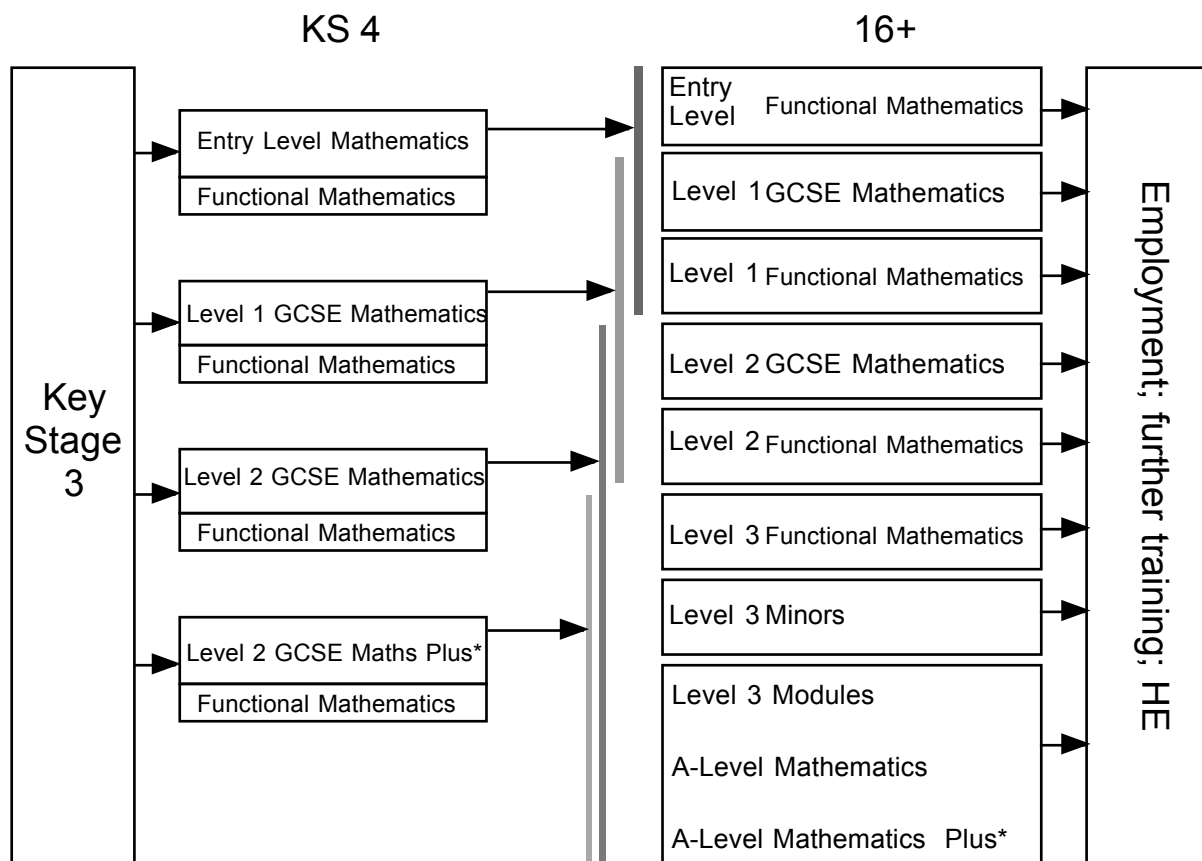 KS 4
16+
Key
Stage
3
Entry Level Mathematics
Functional Mathematics
Level 1 GCSE Mathematics
Functional Mathematics
Level 2 GCSE Mathematics
Functional Mathematics
Level 2 GCSE Maths Plus*
Functional Mathematics
Entry
Level Functional Mathematics
Level 1 GCSE Mathematics
Level 1 Functional Mathematics
Level 2 GCSE Mathematics
Level 2 Functional Mathematics
Level 3 Functional Mathematics
Level 3 Minors
Level 3 Modules
A-Level Mathematics
A-Level Mathematics Plus*
Employment; further training; HE